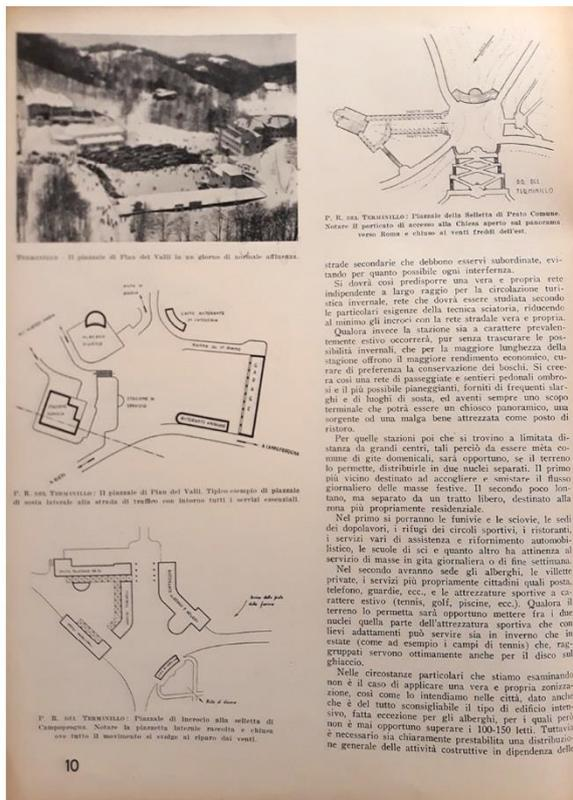 TERMINILLO - Il piazzale di Pian dei Valli in un giorno di normale affluenza.
GARAGE
STAZIONE DI
SERVIZIO
A CAMPOFOROGNA
A RIETI
P. R. DEL TERMINILLO: Il piazzale di Pian dei Valli. Tipico esempio di piazzale
di sosta laterale alla strada di traffico con intorno tutti i servizi essenziali.
Pista di discesa
P. R. DEL TERMINILLO: Piazzale di incrocio alla selletta di
Campoforogna. Notare la piazzetta laterale raccolta e chiusa
ove tutto il movimento si svolge al riparo dai venti.
10
TERMINILLO
P. R. DEL TERMINILLO: Piazzale della Selletta di Prato Comune.
Notare il porticato di accesso alla Chiesa aperto sul panorama
verso Roma e chiuso ai venti freddi dell'est.
strade secondarie che debbono esservi subordinate, evi-
tando per quanto possibile ogni interfernza.
Si dovrà così predisporre una vera e propria rete
indipendente a largo raggio per la circolazione turi-
stica invernale, rete che dovrà essere studiata secondo
le particolari esigenze della tecnica sciatoria, riducendo
al minimo gli incroci con la rete stradale vera e propria.
Qualora invece la stazione sia a carattere prevalen-
temente estivo occorrerà, pur senza trascurare le pos-
sibilità invernali, che per la maggiore lunghezza della
stagione offrono il maggiore rendimento economico, cu-
rare di preferenza la conservazione dei boschi. Si cree-
rà così una rete di passeggiate e sentieri pedonali ombro-
si e il più possibile pianeggianti, forniti di frequenti slar-
ghi e di luoghi di sosta, ed aventi sempre uno scopo
terminale che potrà essere un chiosco panoramico, una
sorgente od una malga bene attrezzata come posto di
ristoro.
Per quelle stazioni poi che si trovino a limitata di-
stanza da grandi centri, tali perciò da essere mèta co-
mune di gite domenicali, sarà opportuno, se il terreno
lo permette, distribuirle in due nuclei separati. Il primo
più vicino destinato ad accogliere e smistare il flusso
giornaliero delle masse festive. Il secondo poco lon-
tano, ma separato da un tratto libero, destinato alla
zona più propriamente residenziale.
Nel primo si porranno le funivie e le sciovie, le sedi
dei dopolavori, i rifugi dei circoli sportivi, i ristoranti,
i servizi vari di assistenza e rifornimento automobi-
listico, le scuole di sci e quanto altro ha attinenza al
servizio di masse in gita giornaliera o di fine settimana.
Nel secondo avranno sede gli alberghi, le villette
private, i servizi più propriamente cittadini quali posta,
telefono, guardie, ecc., e le attrezzature sportive a ca-
rattere estivo (tennis, golf, piscine, ecc.). Qualora il
terreno lo permetta sarà opportuno mettere fra i due
nuclei quella parte dell'attrezzatura sportiva che con
lievi adattamenti può servire sia in inverno che in
estate (come ad esempio i campi di tennis) che, rag-
gruppati servono ottimamente anche per il disco sul
ghiaccio.
Nelle circostanze particolari che stiamo esaminando
non è il caso di applicare una vera e propria zonizza-
zione, così come lo intendiamo nelle città, dato anche
che è del tutto sconsigliabile il tipo di edificio inten-
sivo, fatta eccezione per gli alberghi, per i quali però
non è mai opportuno superare i 100-150 letti. Tuttavia
è necessario sia chiaramente prestabilita una distribuzio-
ne generale delle attività costruttive in dipendenza delle